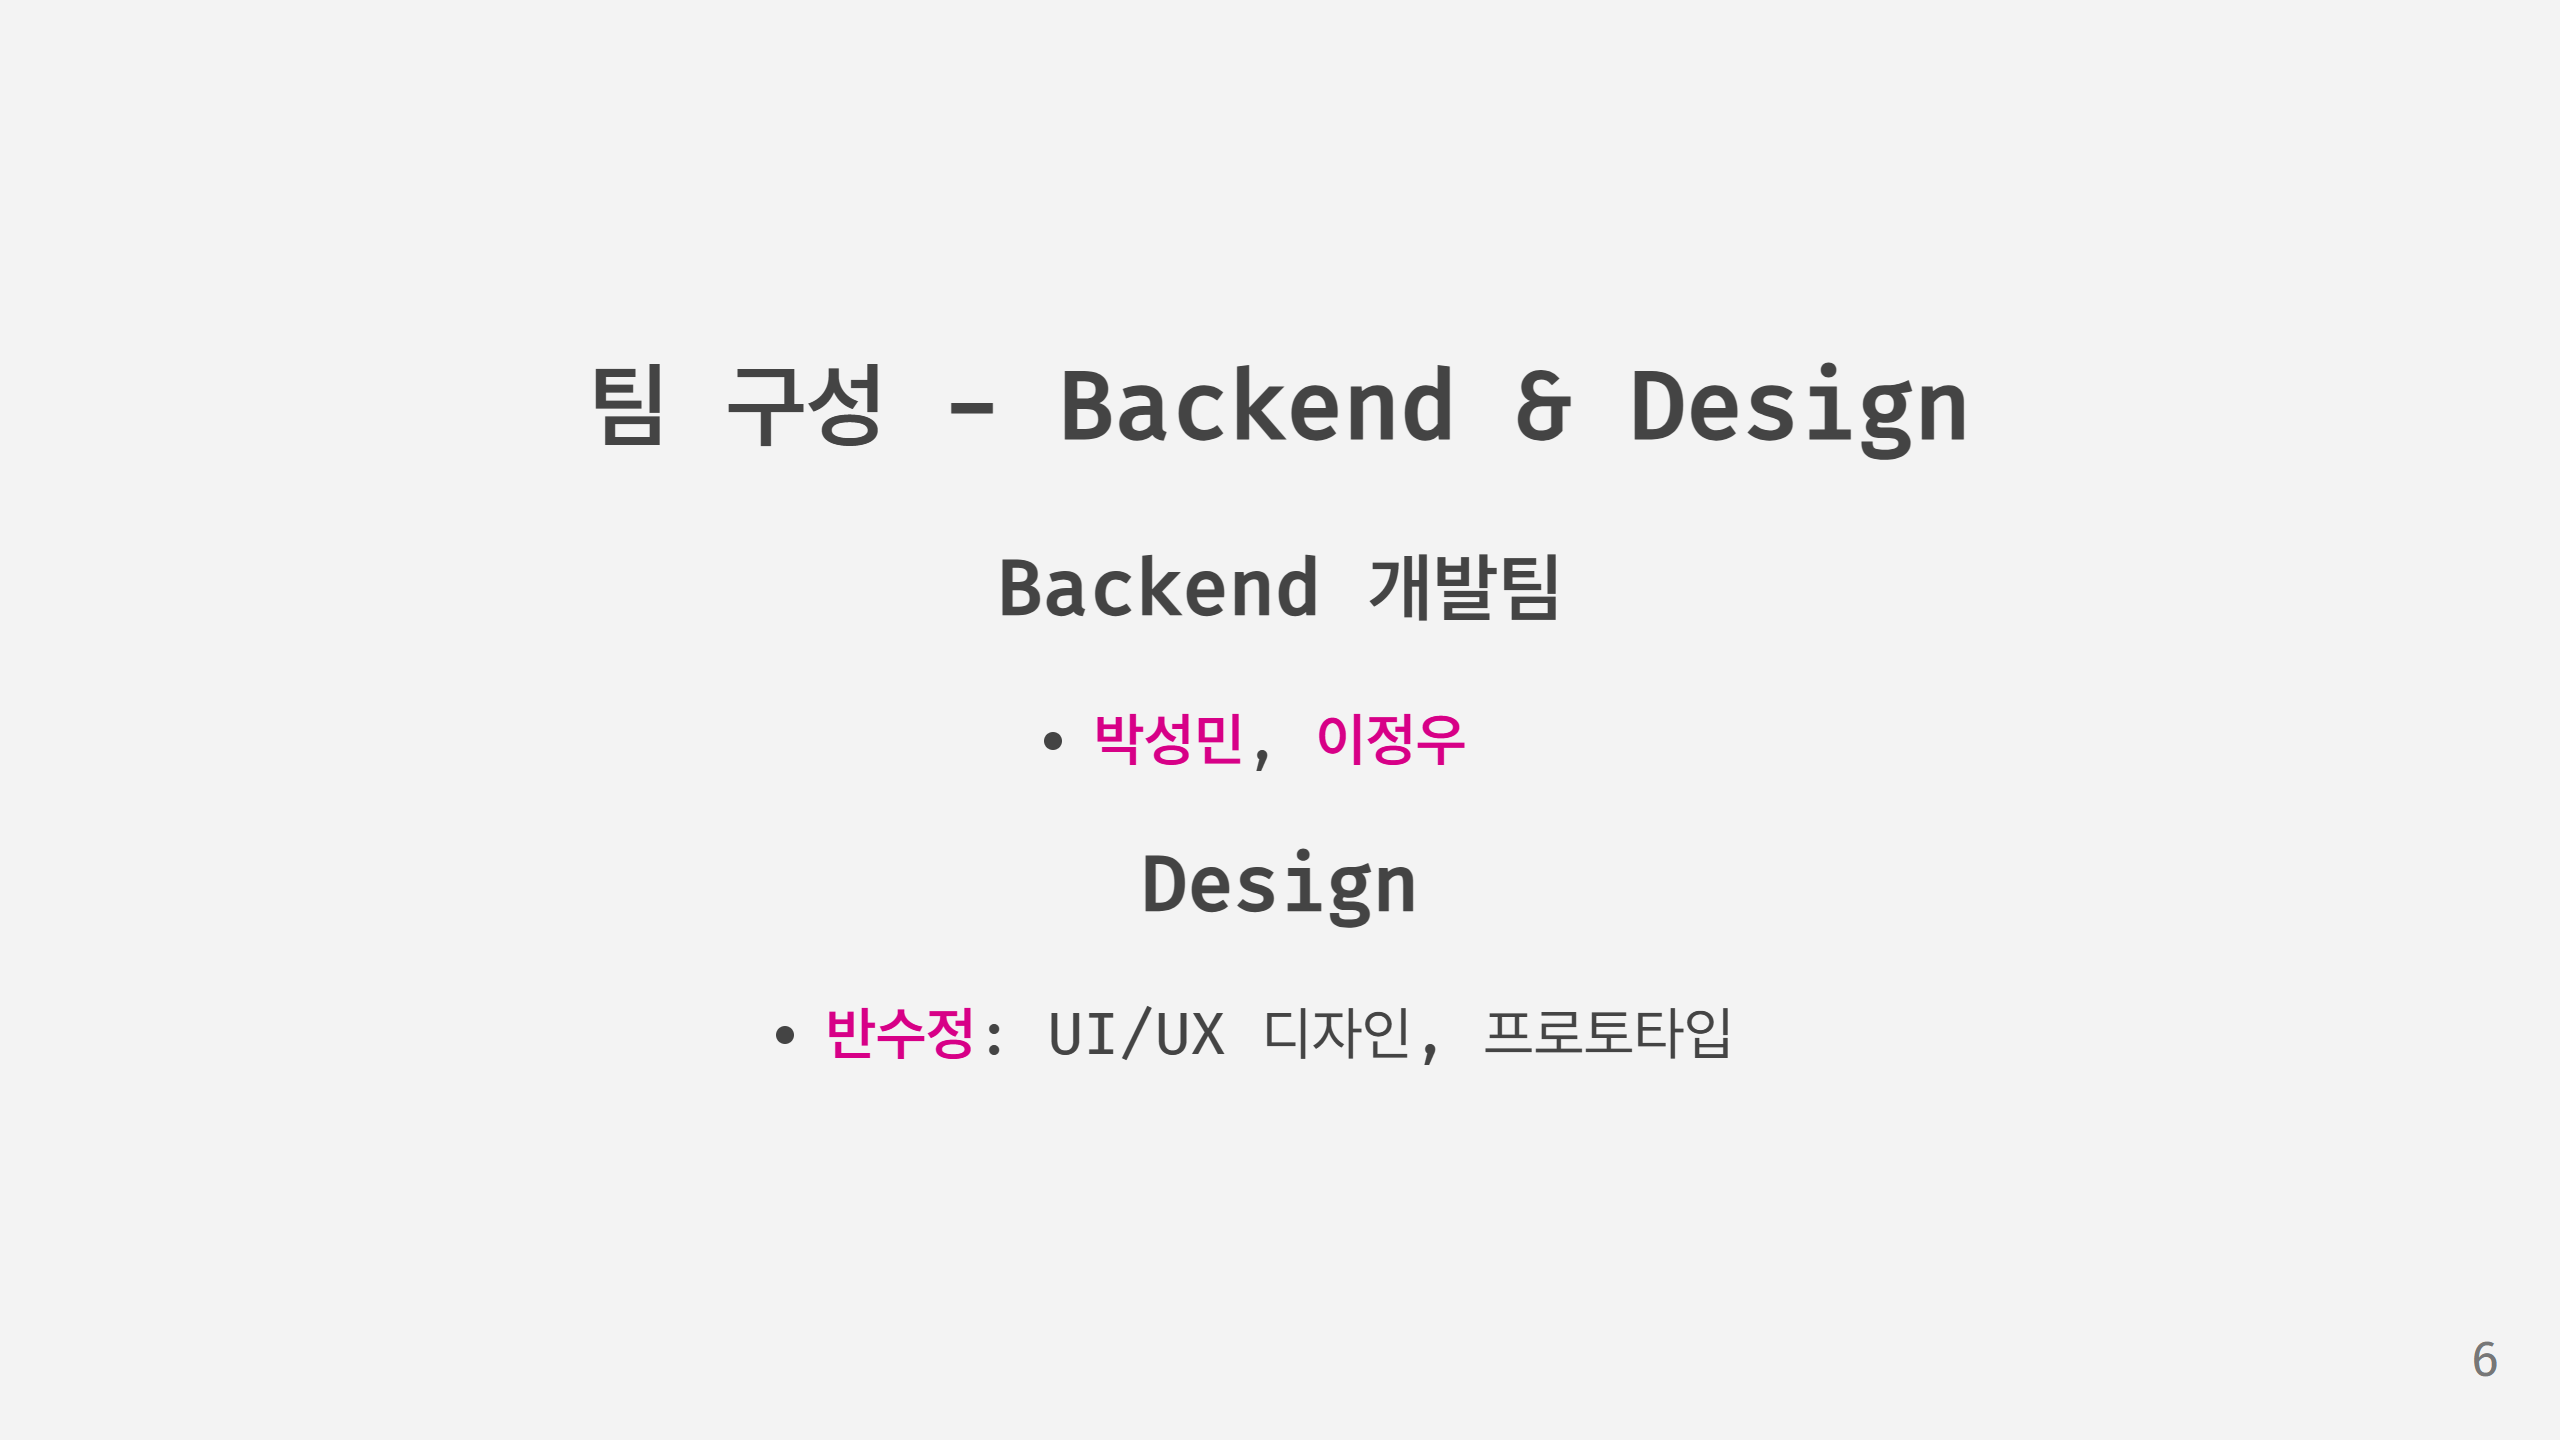 팀 구성 - Backend & Design
Backend 개발팀
• 박성민, 이정우
Design
• 반수정: UI/UX 디자인, 프로토타입
6